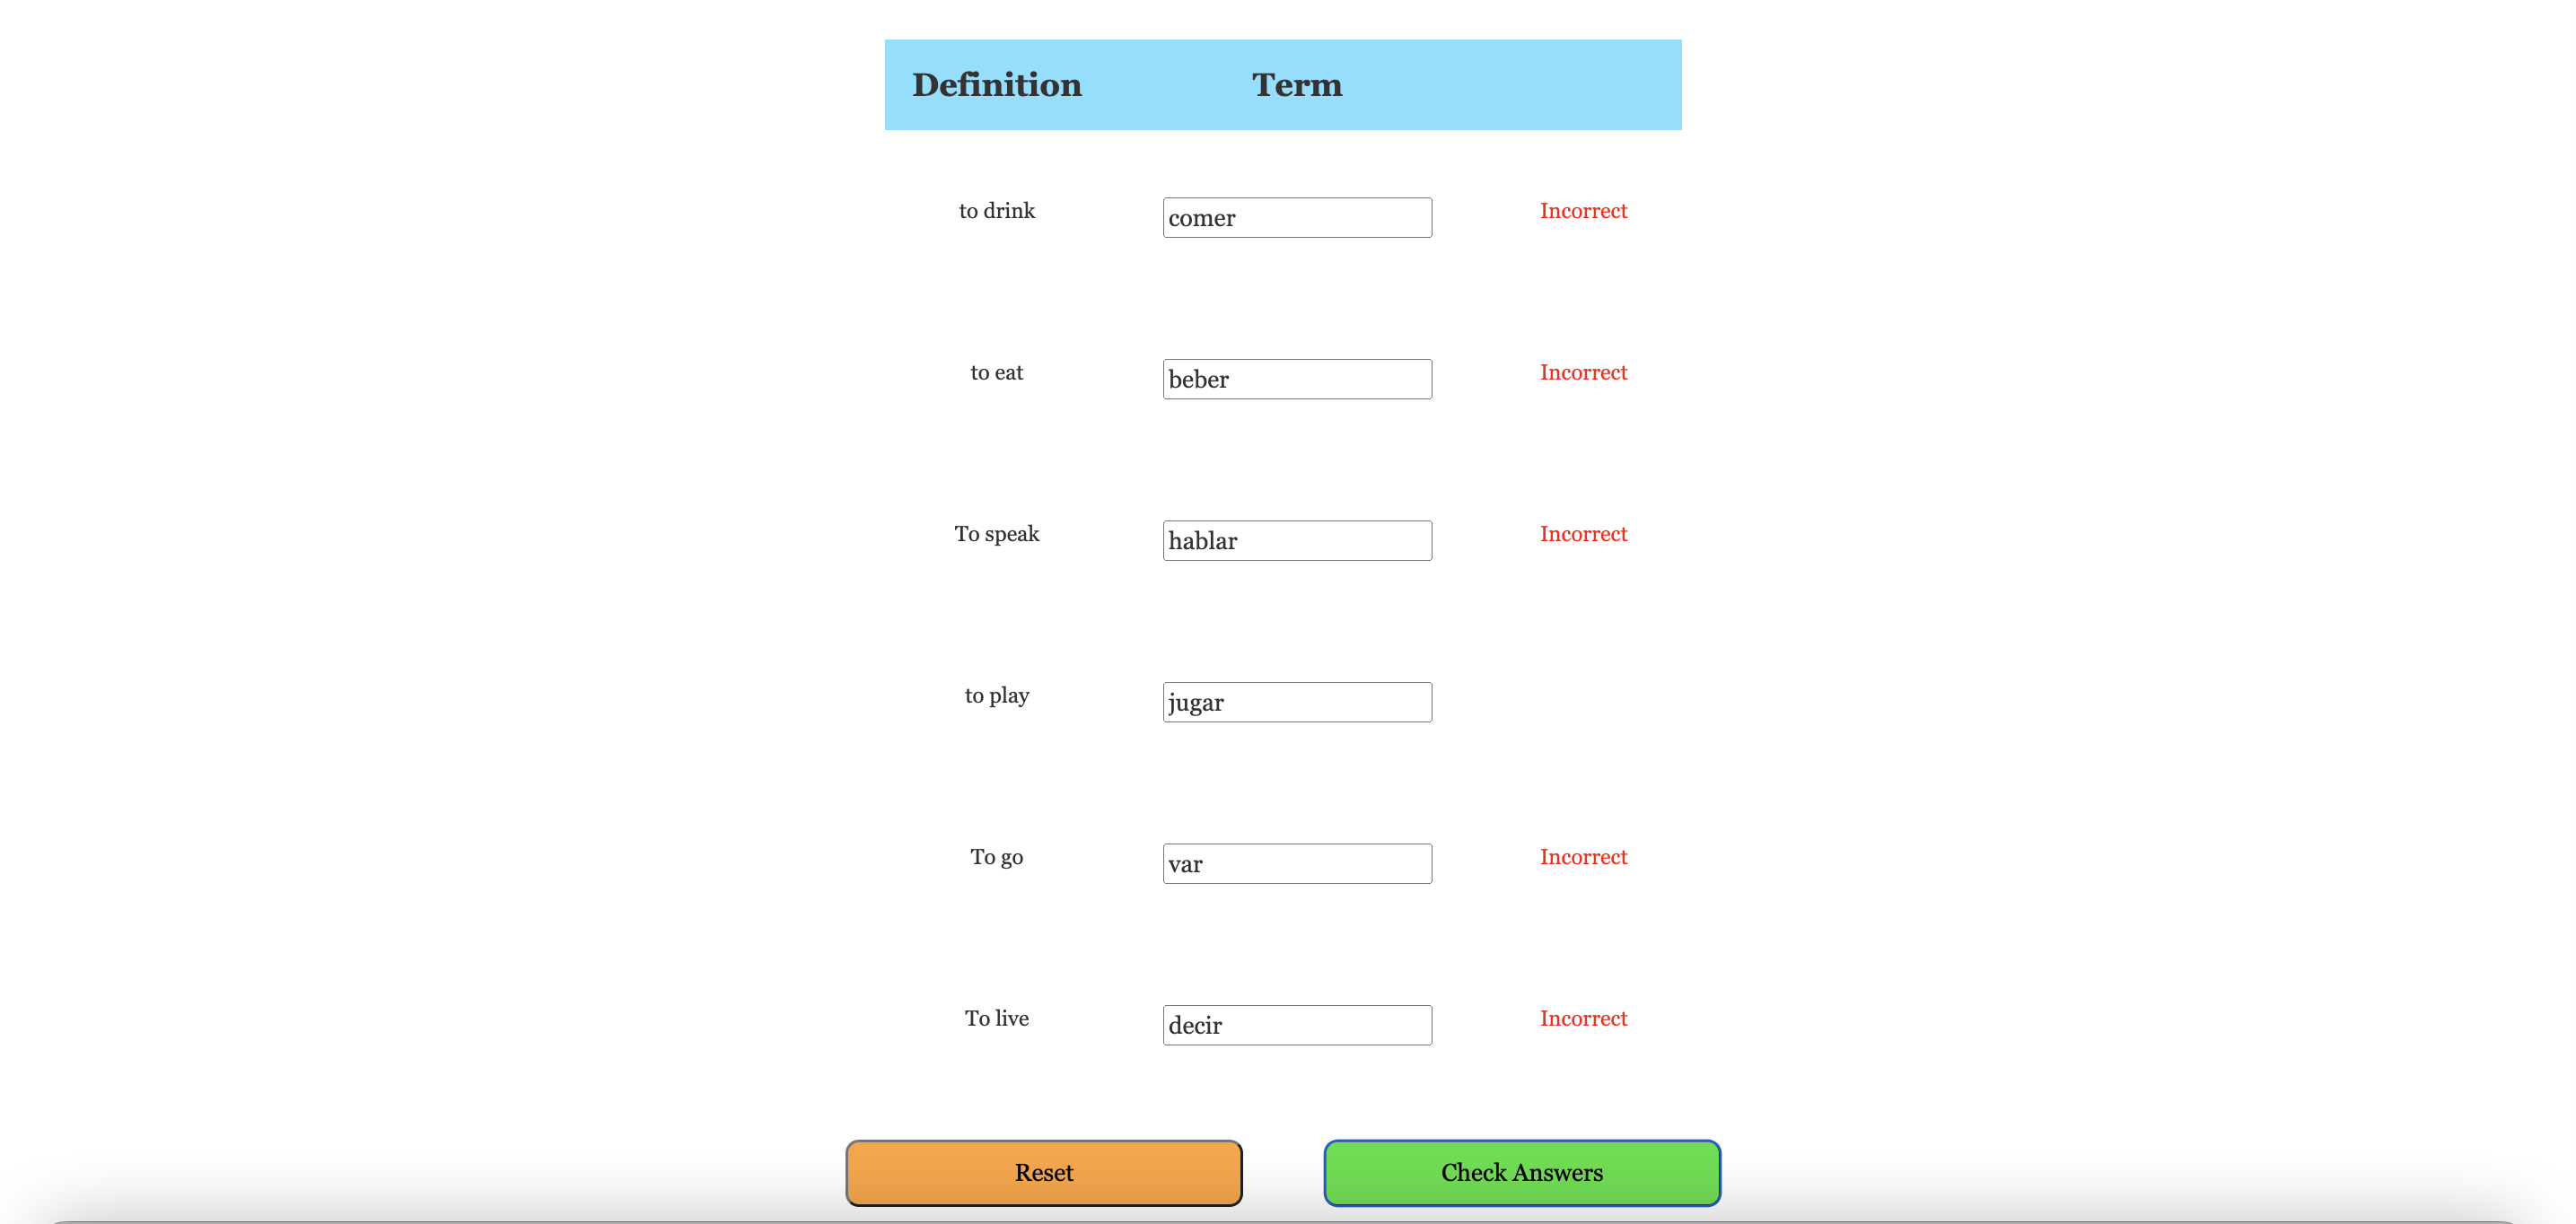 Definition Term
to drink comer Incorrect
to eat beber Incorrect
To speak hablar Incorrect
to play jugar
To go var Incorrect
To live decir Incorrect
Reset Check Answers